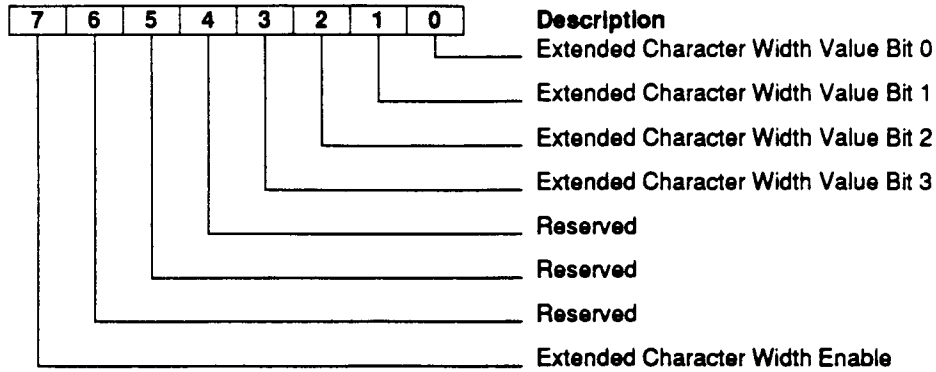 7 6 5 4 3 2 1 0 Description
Extended Character Width Value Bit 0
Extended Character Width Value Bit 1
Extended Character Width Value Bit 2
Extended Character Width Value Bit 3
Reserved
Reserved
Reserved
Extended Character Width Enable